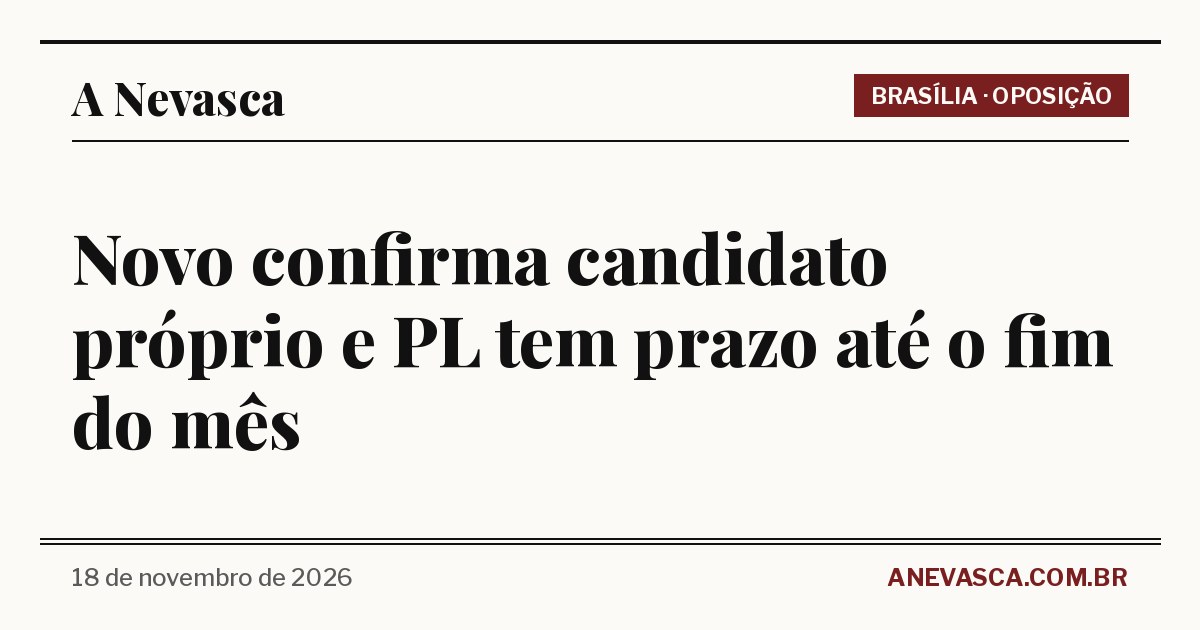 A Nevasca
BRASÍLIA · OPOSIÇÃO
Novo confirma candidato
próprio e PL tem prazo até o fim
do mês
18 de novembro de 2026
ANEVASCA.COM.BR